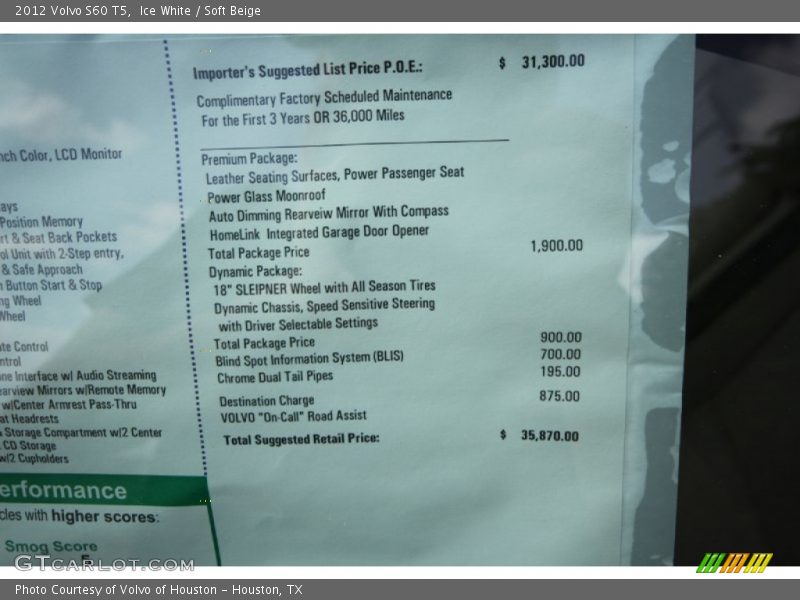 2012 Volvo S60 T5,  Ice White / Soft Beige
Importer's Suggested List Price P.O.E.: $ 31,300.00
Complimentary Factory Scheduled Maintenance
For the First 3 Years OR 36,000 Miles
Premium Package:
Leather Seating Surfaces, Power Passenger Seat
Power Glass Moonroof
Auto Dimming Rearveiw Mirror With Compass
HomeLink Integrated Garage Door Opener
Total Package Price 1,900.00
Dynamic Package:
18" SLEIPNER Wheel with All Season Tires
Dynamic Chassis, Speed Sensitive Steering
with Driver Selectable Settings
Total Package Price 900.00
Blind Spot Information System (BLIS) 700.00
Chrome Dual Tail Pipes 195.00
Destination Charge 875.00
VOLVO "On-Call" Road Assist
Total Suggested Retail Price: $ 35,870.00
nch Color, LCD Monitor
ays
Position Memory
rt & Seat Back Pockets
ol Unit with 2-Step entry,
& Safe Approach
n Button Start & Stop
ng Wheel
Wheel
te Control
ntrol
one Interface w/ Audio Streaming
earview Mirrors w/Remote Memory
w/Center Armrest Pass-Thru
at Headrests
Storage Compartment w/2 Center
CD Storage
w/2 Cupholders
erformance
cles with higher scores:
Smog Score
GTCARLOT.COM
Photo Courtesy of Volvo of Houston - Houston, TX